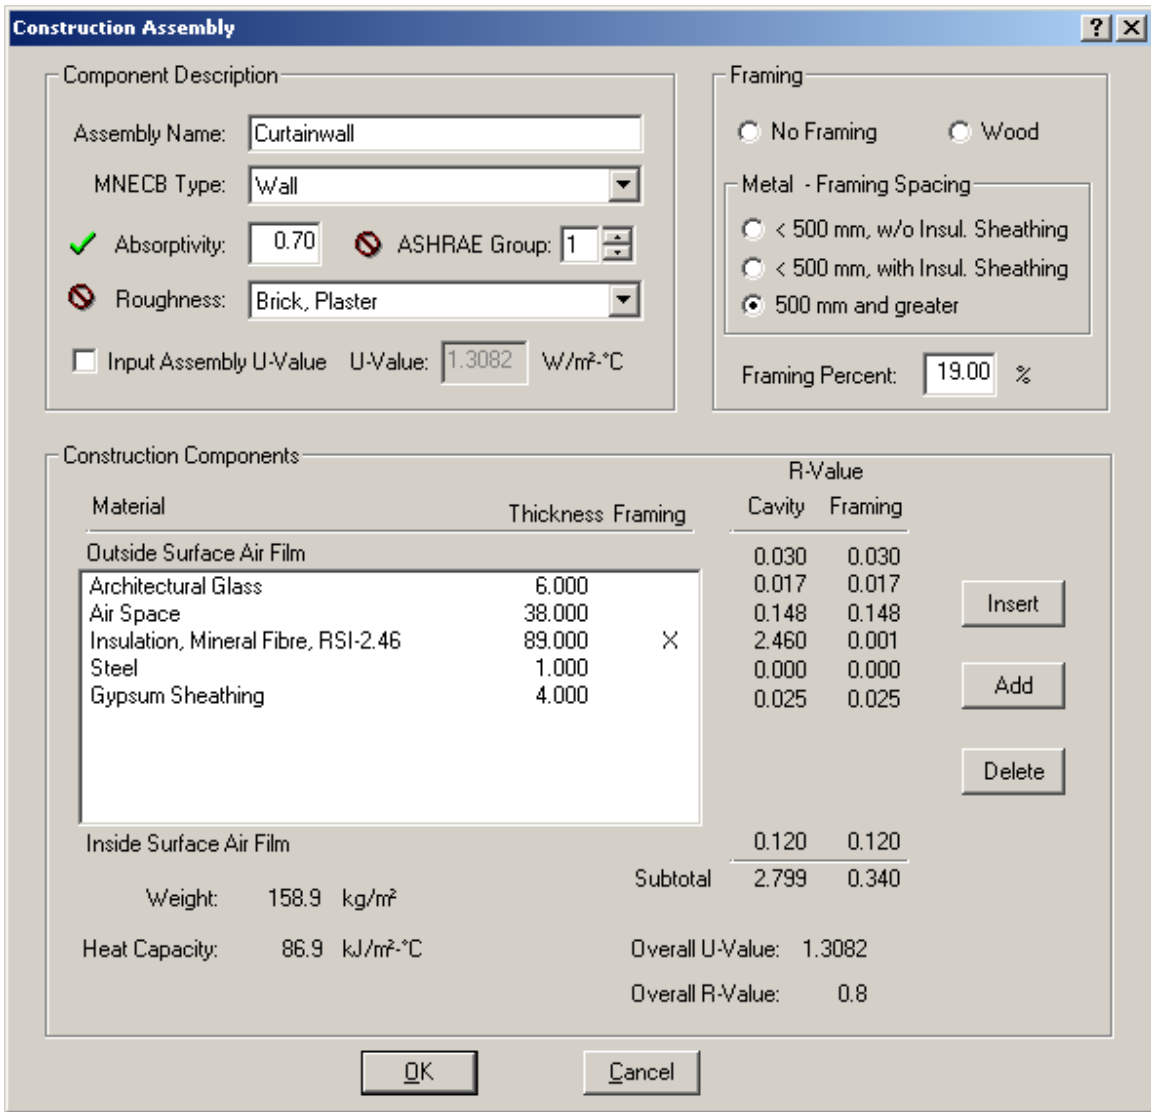 Construction Assembly
Component Description
Assembly Name: Curtainwall
MNECB Type: Wall
Absorptivity: 0.70 ASHRAE Group: 1
Roughness: Brick, Plaster
Input Assembly U-Value U-Value: 1.3082 W/m²-°C
Framing
No Framing Wood
Metal - Framing Spacing
< 500 mm, w/o Insul. Sheathing
< 500 mm, with Insul. Sheathing
500 mm and greater
Framing Percent: 19.00 %
Construction Components
R-Value
Material Thickness Framing Cavity Framing
Outside Surface Air Film 0.030 0.030
Architectural Glass 6.000 0.017 0.017
Air Space 38.000 0.148 0.148
Insulation, Mineral Fibre, RSI-2.46 89.000 X 2.460 0.001
Steel 1.000 0.000 0.000
Gypsum Sheathing 4.000 0.025 0.025
Insert
Add
Delete
Inside Surface Air Film 0.120 0.120
Subtotal 2.799 0.340
Weight: 158.9 kg/m²
Heat Capacity: 86.9 kJ/m²-°C
Overall U-Value: 1.3082
Overall R-Value: 0.8
OK Cancel